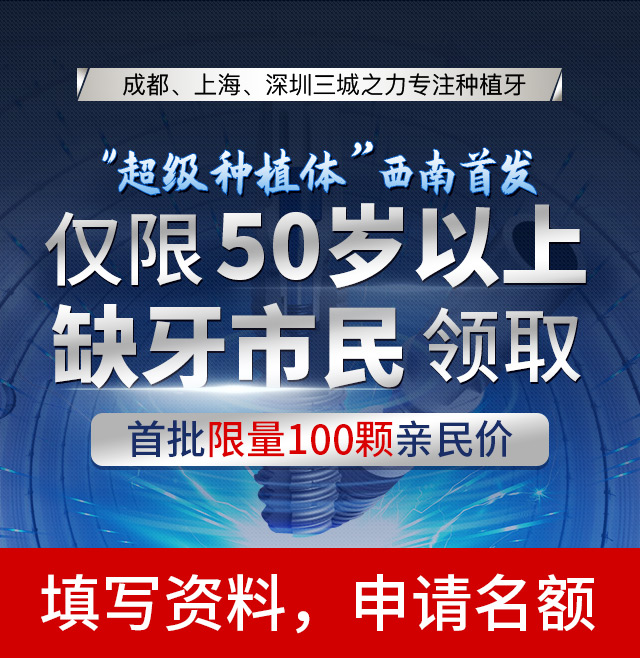 成都、上海、深圳三城之力专注种植牙
"超级种植体"西南首发
仅限50岁以上
缺牙市民 领取
首批限量100颗亲民价
填写资料，申请名额